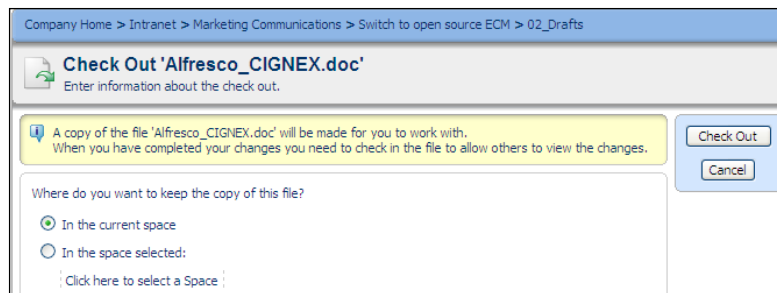 Company Home > Intranet > Marketing Communications > Switch to open source ECM > 02_Drafts
Check Out 'Alfresco_CIGNEX.doc'
Enter information about the check out.
A copy of the file 'Alfresco_CIGNEX.doc' will be made for you to work with.
When you have completed your changes you need to check in the file to allow others to view the changes.
Check Out
Cancel
Where do you want to keep the copy of this file?
In the current space
In the space selected:
Click here to select a Space